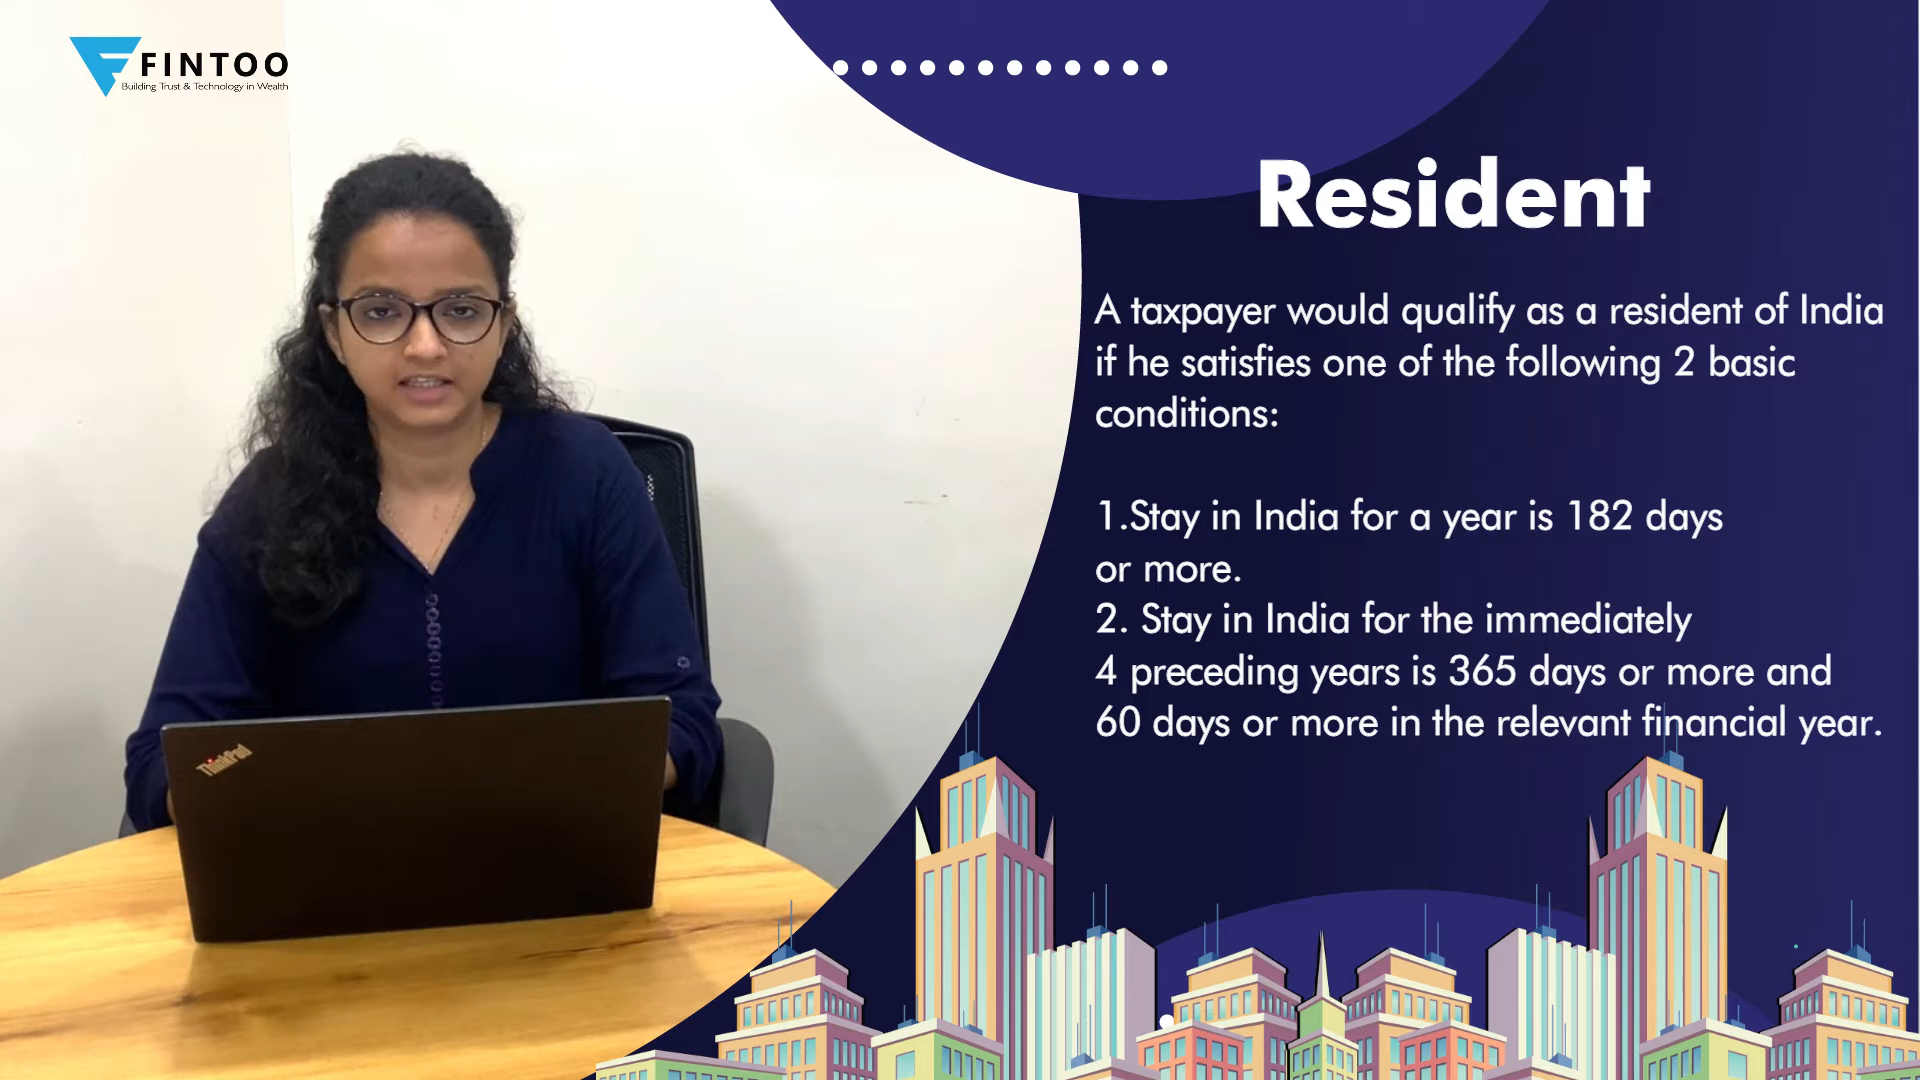 FINTOO
Building Trust & Technology in Wealth
Resident
A taxpayer would qualify as a resident of India
if he satisfies one of the following 2 basic
conditions:
1.Stay in India for a year is 182 days
or more.
2. Stay in India for the immediately
4 preceding years is 365 days or more and
60 days or more in the relevant financial year.
ThinkPad